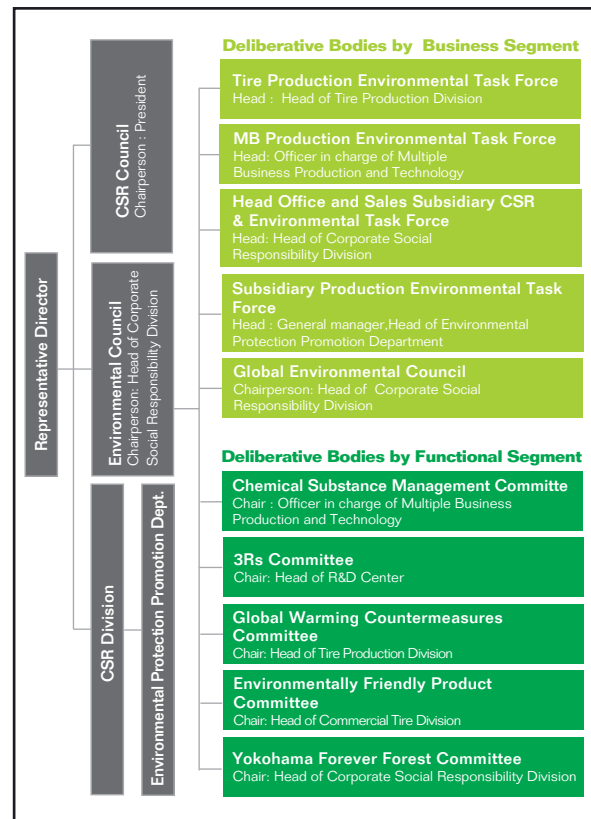 Representative Director
CSR Council
Chairperson : President
Environmental Council
Chairperson: Head of Corporate
Social Responsibility Division
CSR Division
Environmental Protection Promotion Dept.
Deliberative Bodies by Business Segment
Tire Production Environmental Task Force
Head : Head of Tire Production Division
MB Production Environmental Task Force
Head: Officer in charge of Multiple
Business Production and Technology
Head Office and Sales Subsidiary CSR
& Environmental Task Force
Head: Head of Corporate Social
Responsibility Division
Subsidiary Production Environmental Task
Force
Head : General manager,Head of Environmental
Protection Promotion Department
Global Environmental Council
Chairperson: Head of Corporate Social
Responsibility Division
Deliberative Bodies by Functional Segment
Chemical Substance Management Committe
Chair : Officer in charge of Multiple Business
Production and Technology
3Rs Committee
Chair: Head of R&D Center
Global Warming Countermeasures
Committee
Chair: Head of Tire Production Division
Environmentally Friendly Product
Committee
Chair: Head of Commercial Tire Division
Yokohama Forever Forest Committee
Chair: Head of Corporate Social Responsibility Division